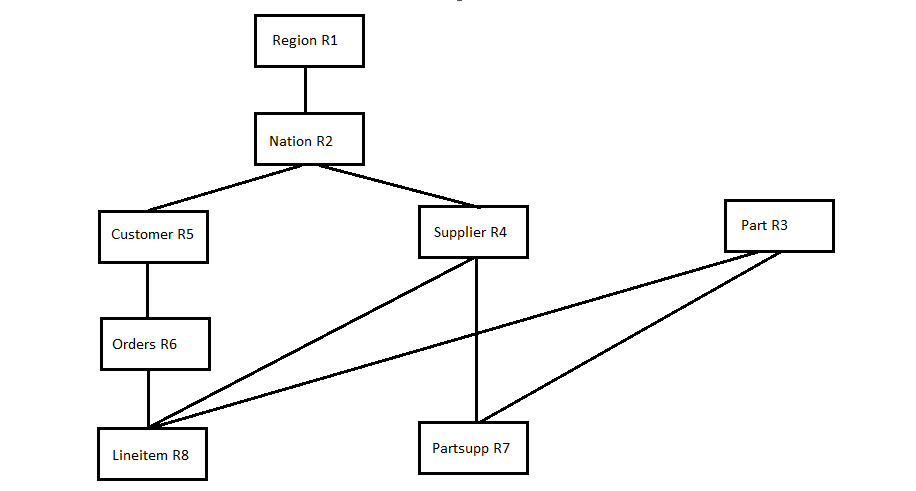 Region R1
Nation R2
Customer R5
Supplier R4
Part R3
Orders R6
Lineitem R8
Partsupp R7